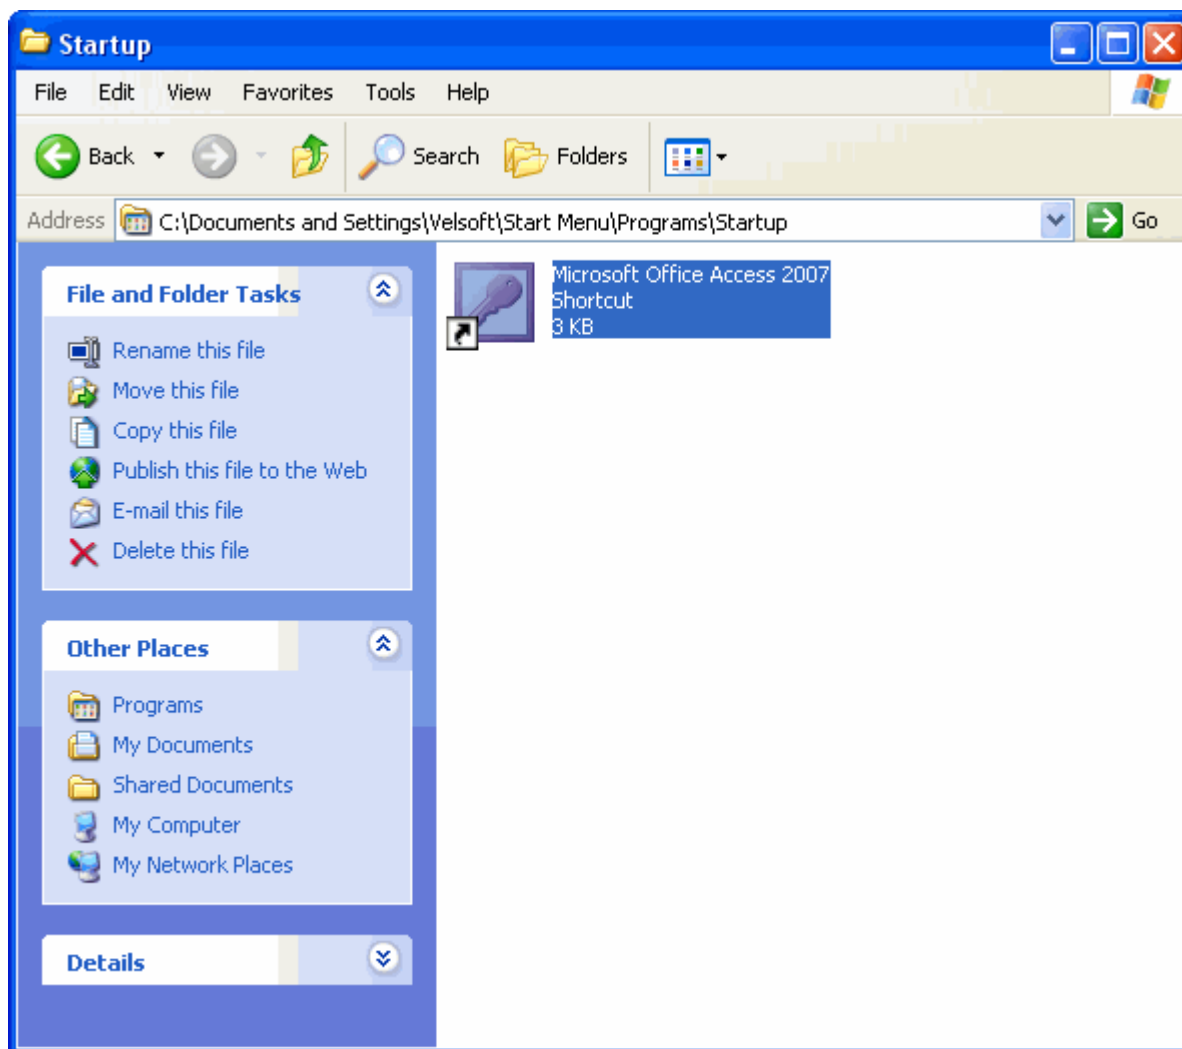 Startup
File Edit View Favorites Tools Help
Back Search Folders
Address C:\Documents and Settings\Velsoft\Start Menu\Programs\Startup Go
File and Folder Tasks
Rename this file
Move this file
Copy this file
Publish this file to the Web
E-mail this file
Delete this file
Other Places
Programs
My Documents
Shared Documents
My Computer
My Network Places
Details
Microsoft Office Access 2007
Shortcut
3 KB